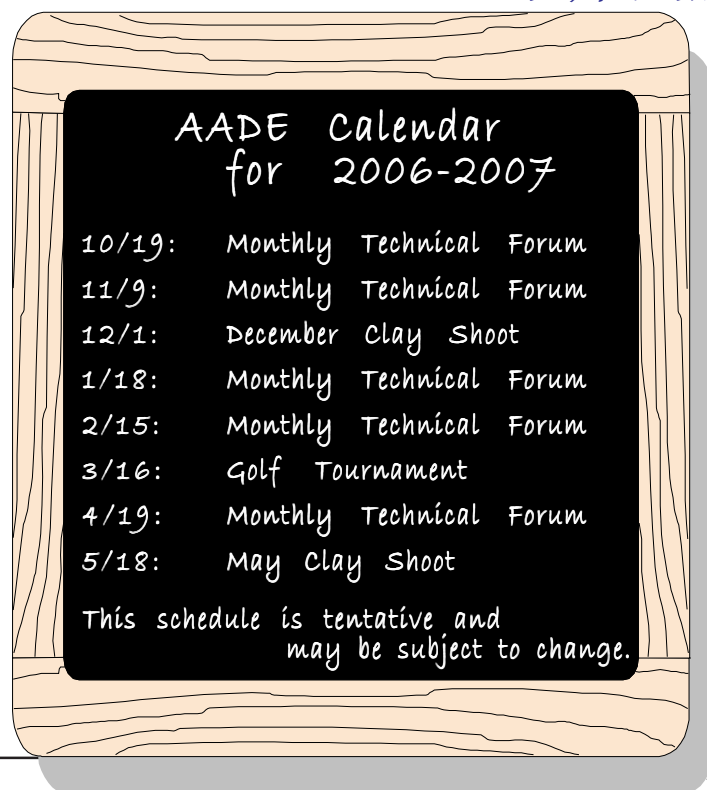 AADE Calendar
for 2006-2007
10/19: Monthly Technical Forum
11/9: Monthly Technical Forum
12/1: December Clay Shoot
1/18: Monthly Technical Forum
2/15: Monthly Technical Forum
3/16: Golf Tournament
4/19: Monthly Technical Forum
5/18: May Clay Shoot
This schedule is tentative and
may be subject to change.